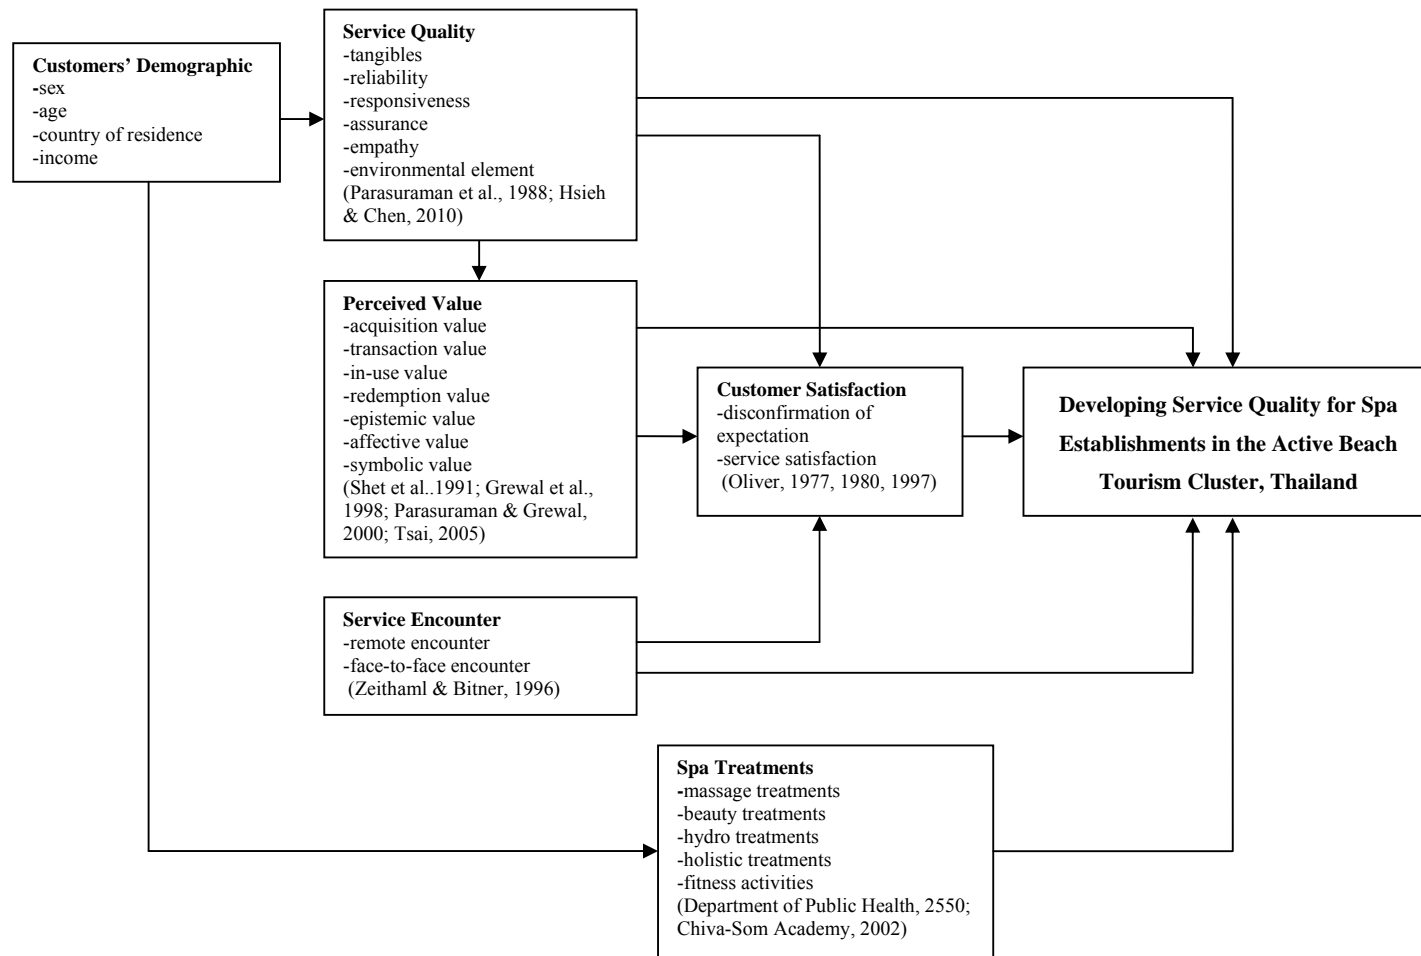 Customers’ Demographic
-sex
-age
-country of residence
-income
Service Quality
-tangibles
-reliability
-responsiveness
-assurance
-empathy
-environmental element
(Parasuraman et al., 1988; Hsieh
& Chen, 2010)
Perceived Value
-acquisition value
-transaction value
-in-use value
-redemption value
-epistemic value
-affective value
-symbolic value
(Shet et al..1991; Grewal et al.,
1998; Parasuraman & Grewal,
2000; Tsai, 2005)
Customer Satisfaction
-disconfirmation of
expectation
-service satisfaction
(Oliver, 1977, 1980, 1997)
Developing Service Quality for Spa
Establishments in the Active Beach
Tourism Cluster, Thailand
Service Encounter
-remote encounter
-face-to-face encounter
(Zeithaml & Bitner, 1996)
Spa Treatments
-massage treatments
-beauty treatments
-hydro treatments
-holistic treatments
-fitness activities
(Department of Public Health, 2550;
Chiva-Som Academy, 2002)